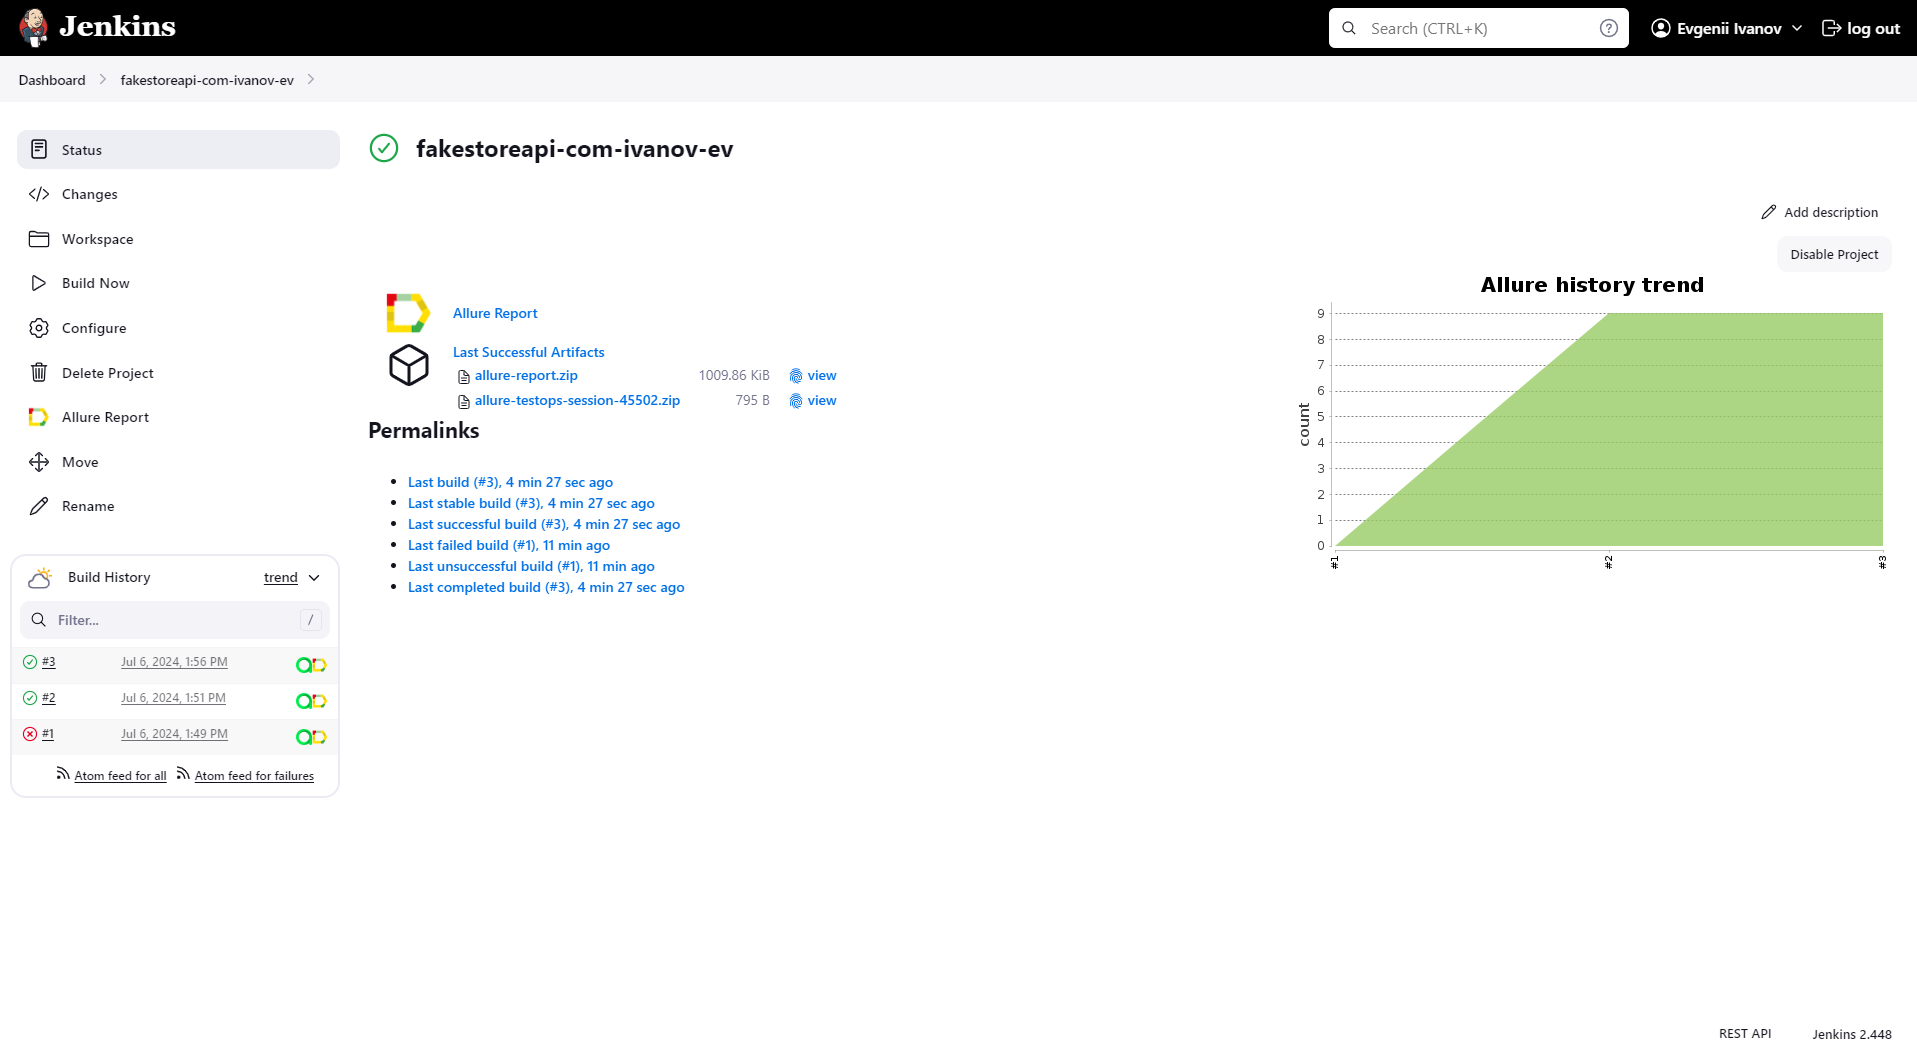 Jenkins
Search (CTRL+K)
Evgenii Ivanov
log out
Dashboard
fakestoreapi-com-ivanov-ev
Status
Changes
Workspace
Build Now
Configure
Delete Project
Allure Report
Move
Rename
Build History
trend
Filter...
/
#3
Jul 6, 2024, 1:56 PM
#2
Jul 6, 2024, 1:51 PM
#1
Jul 6, 2024, 1:49 PM
Atom feed for all
Atom feed for failures
fakestoreapi-com-ivanov-ev
Add description
Disable Project
Allure Report
Last Successful Artifacts
allure-report.zip 1009.86 KiB view
allure-testops-session-45502.zip 795 B view
Permalinks
Last build (#3), 4 min 27 sec ago
Last stable build (#3), 4 min 27 sec ago
Last successful build (#3), 4 min 27 sec ago
Last failed build (#1), 11 min ago
Last unsuccessful build (#1), 11 min ago
Last completed build (#3), 4 min 27 sec ago
Allure history trend
count
9
8
7
6
5
4
3
2
1
0
#1
#2
#3
REST API
Jenkins 2.448